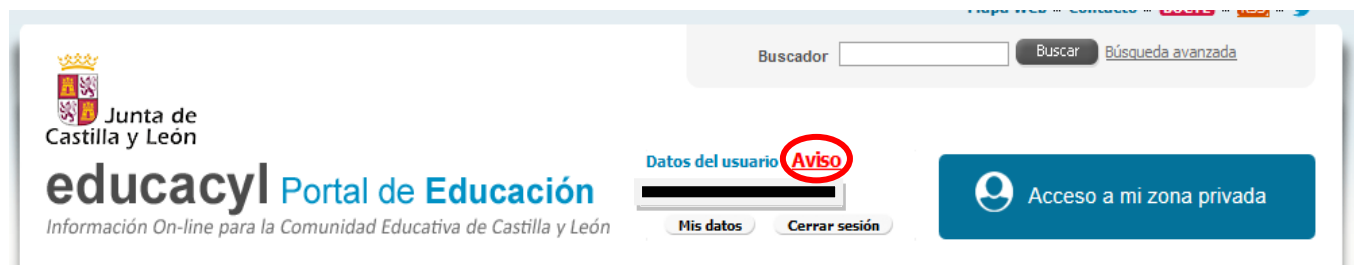 Mapa Web Contacto
Buscador Buscar Búsqueda avanzada
Junta de
Castilla y León
Datos del usuario Aviso
educacyl Portal de Educación
Acceso a mi zona privada
Información On-line para la Comunidad Educativa de Castilla y León
Mis datos Cerrar sesión